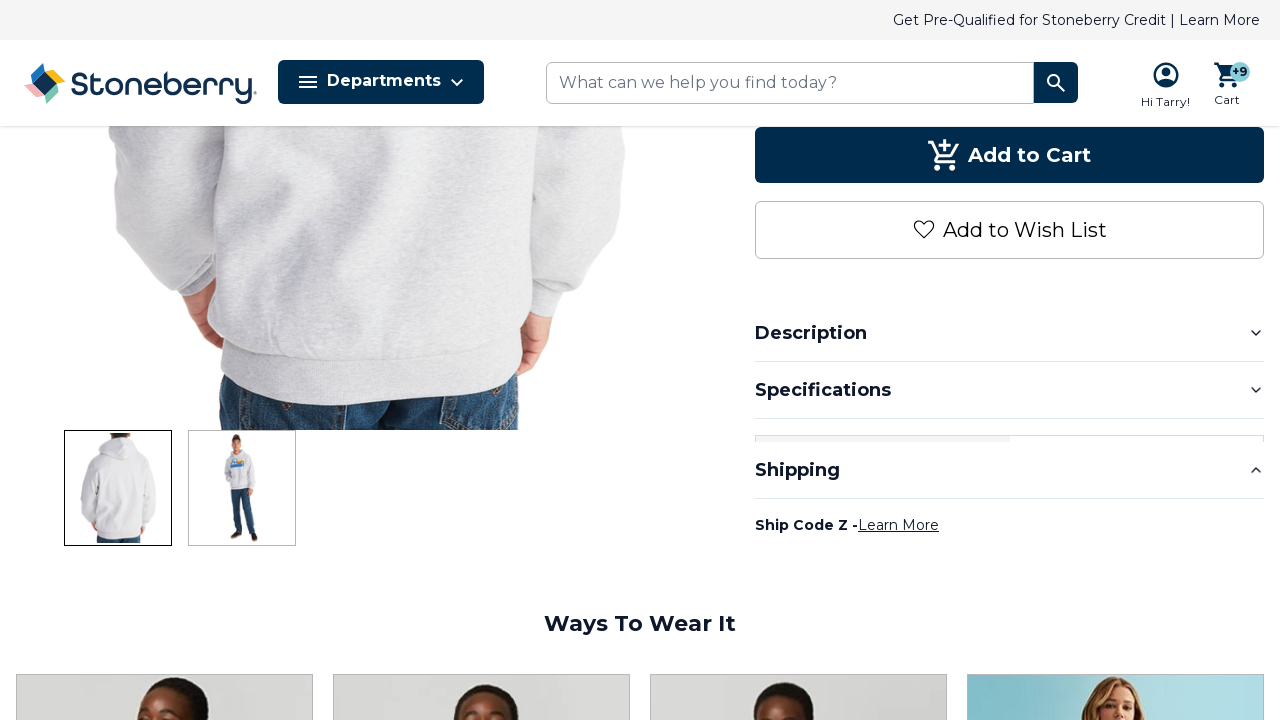 Get Pre-Qualified for Stoneberry Credit | Learn More
Stoneberry
Departments
What can we help you find today?
Hi Tarry!
+9
Cart
Add to Cart
Add to Wish List
Description
Specifications
Shipping
Ship Code Z -Learn More
Ways To Wear It